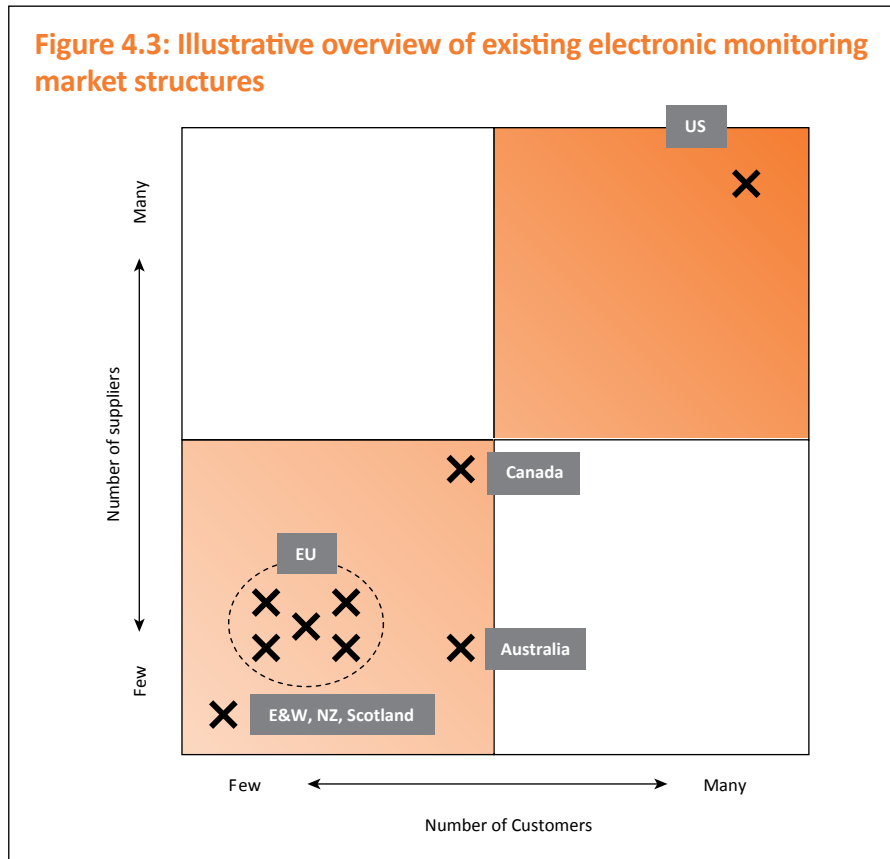 Figure 4.3: Illustrative overview of existing electronic monitoring
market structures
US
Many
Number of suppliers
Canada
EU
Australia
Few
E&W, NZ, Scotland
Few
Many
Number of Customers